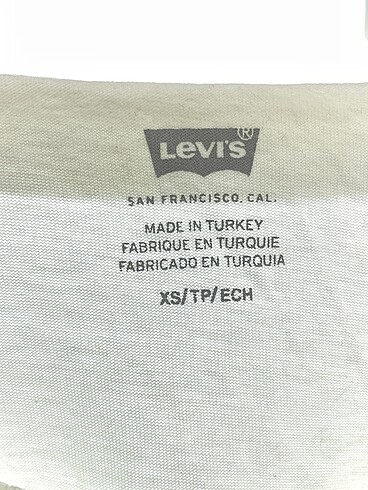 Levi's®
SAN FRANCISCO, CAL.
MADE IN TURKEY
FABRIQUE EN TURQUIE
FABRICADO EN TURQUIA
XS/TP/ECH